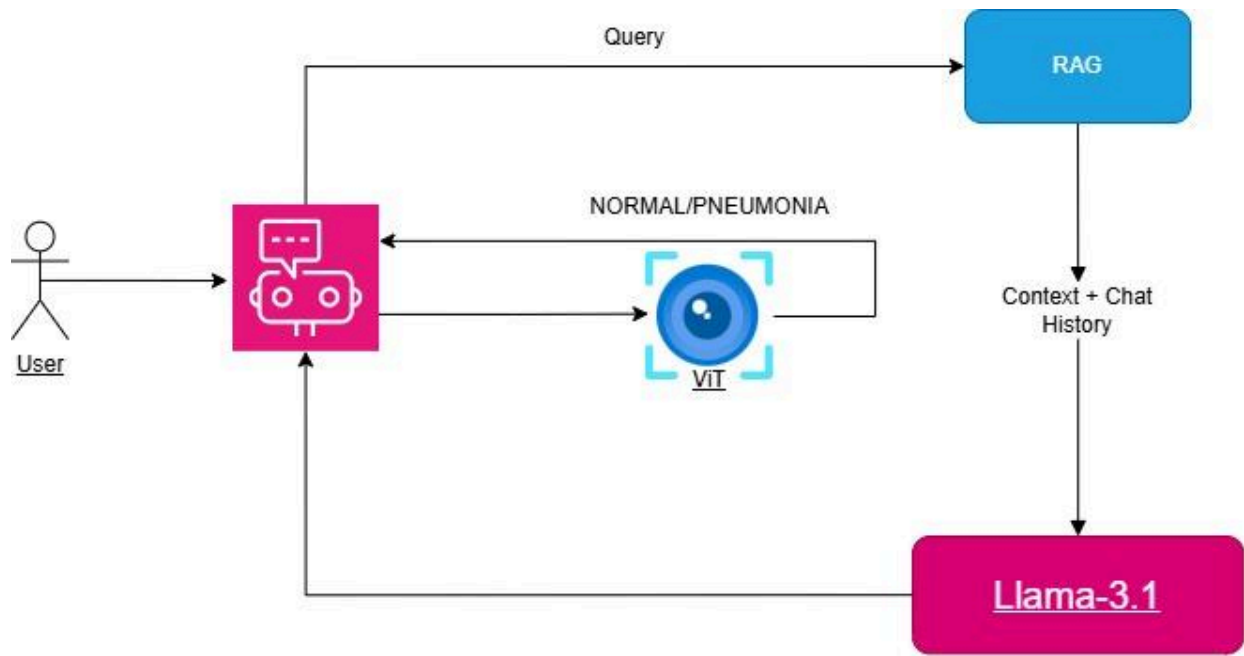 Query
RAG
NORMAL/PNEUMONIA
Context + Chat
History
User
ViT
Llama-3.1